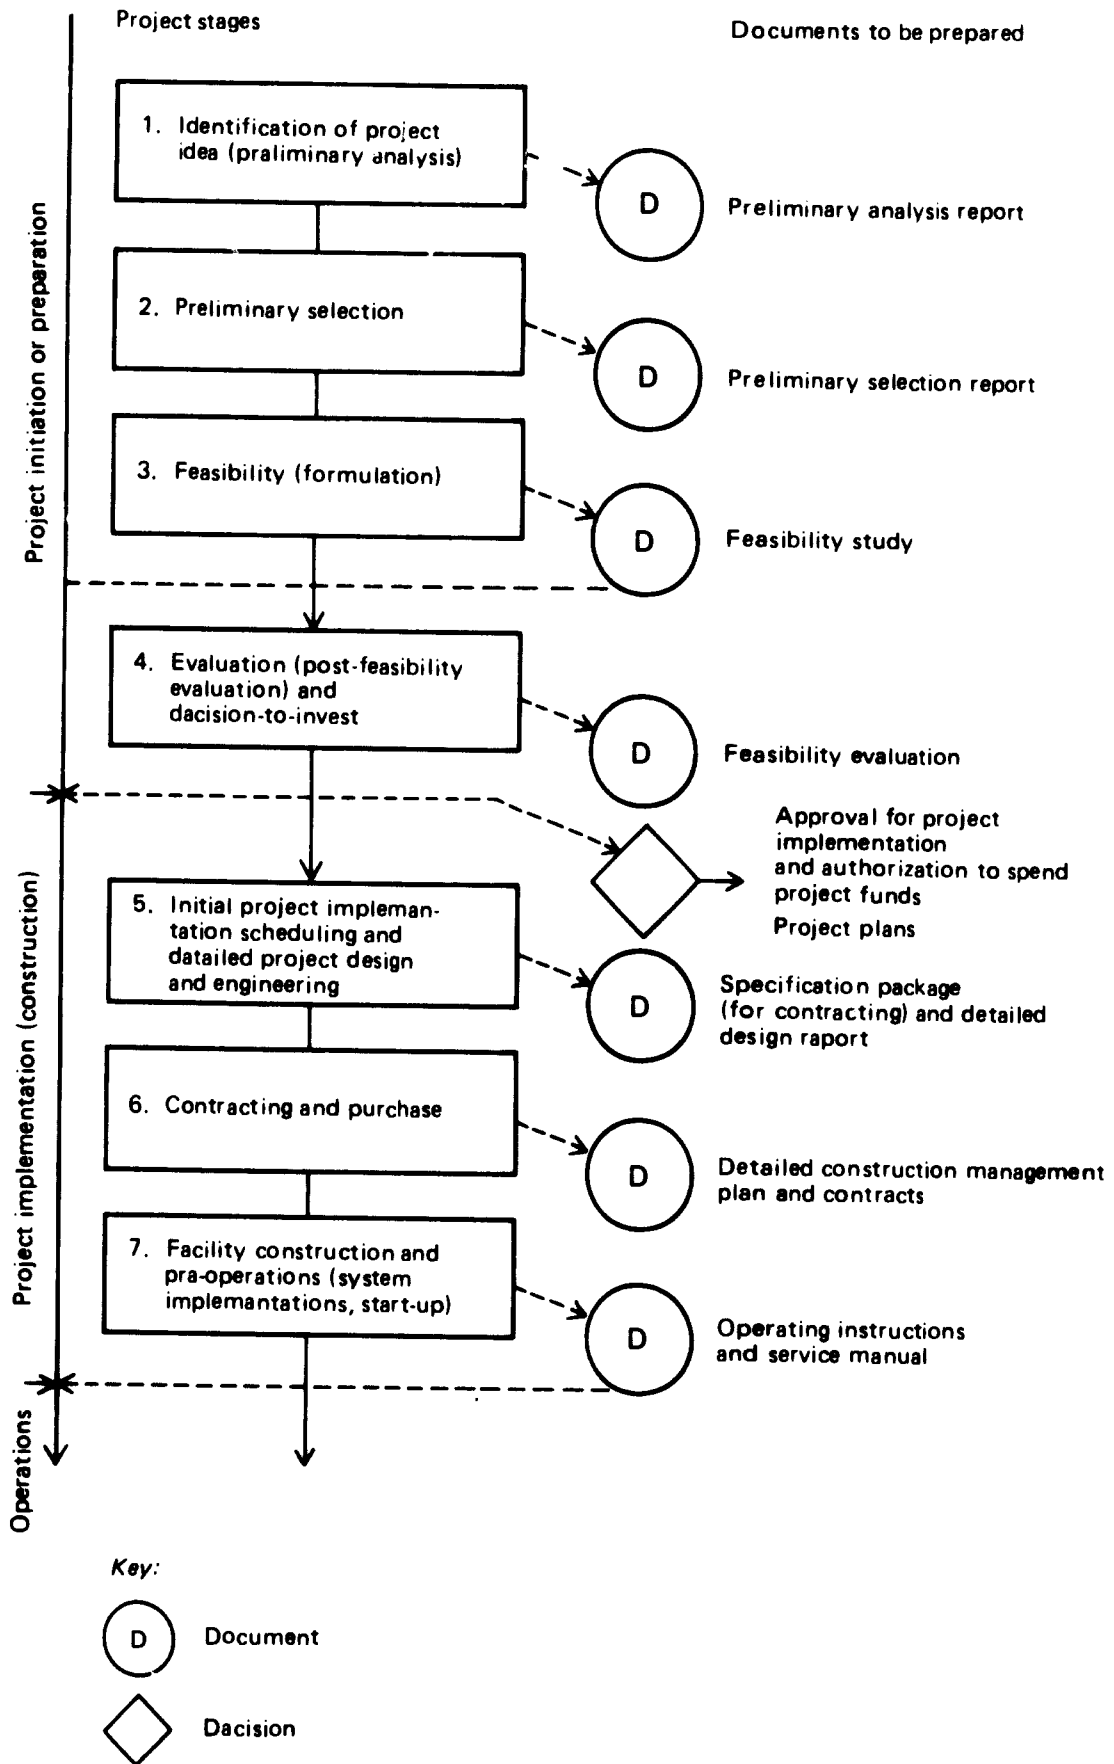 Project stages
Documents to be prepared
Project initiation or preparation
1. Identification of project
idea (praliminary analysis)
D
Preliminary analysis report
2. Preliminary selection
D
Preliminary selection report
3. Feasibility (formulation)
D
Feasibility study
4. Evaluation (post-feasibility
evaluation) and
dacision-to-invest
D
Feasibility evaluation
Approval for project
implementation
and authorization to spend
project funds
Project plans
Project implementation (construction)
5. Initial project impleman-
tation scheduling and
datailed project design
and engineering
D
Specification package
(for contracting) and detailed
design raport
6. Contracting and purchase
D
Detailed construction management
plan and contracts
7. Facility construction and
pra-operations (system
implemantations, start-up)
D
Operating instructions
and service manual
Operations
Key:
D
Document
Dacision